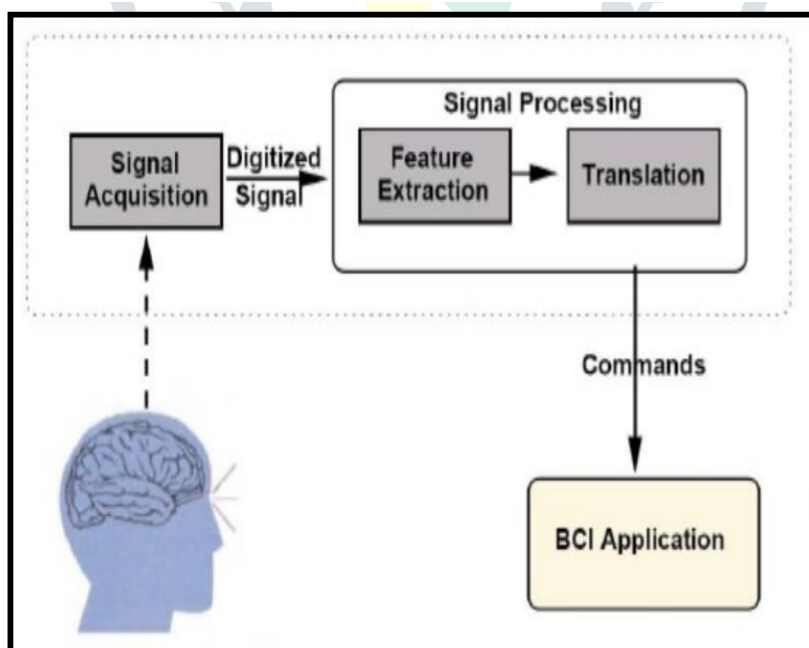 Signal Processing
Signal
Acquisition
Digitized
Signal
Feature
Extraction
Translation
Commands
BCI Application